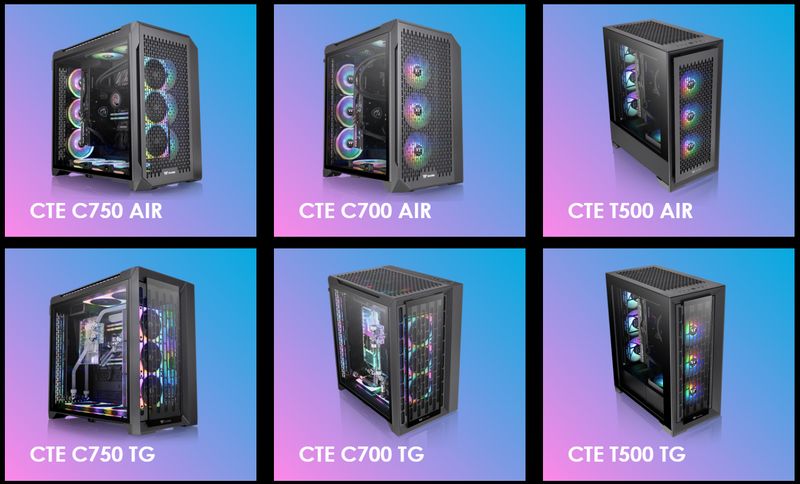 CTE C750 AIR
CTE C700 AIR
CTE T500 AIR
CTE C750 TG
CTE C700 TG
CTE T500 TG